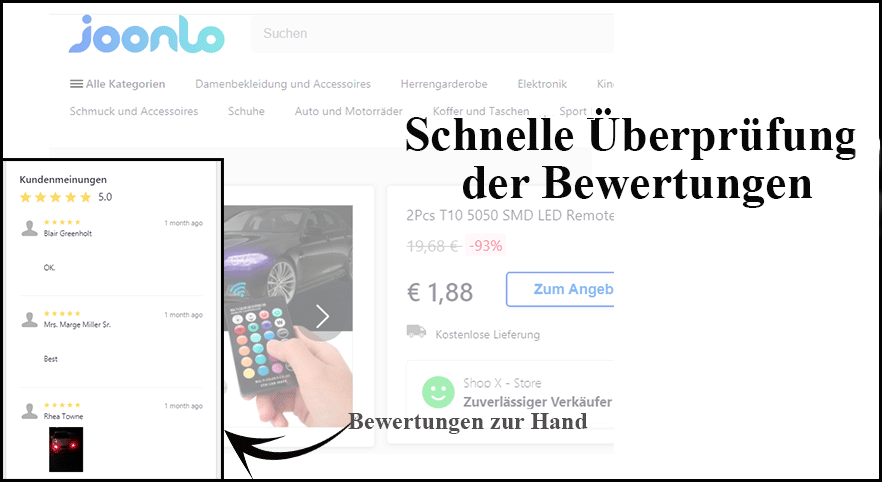 joonlo
Suchen
Alle Kategorien Damenbekleidung und Accessoires Herrengarderobe Elektronik
Schmuck und Accessoires Schuhe Auto und Motorräder Koffer und Taschen Sport
Schnelle Überprüfung
der Bewertungen
Kundenmeinungen
5.0
1 month ago
Blair Greenholt
OK.
1 month ago
Mrs. Marge Miller Sr.
Best
1 month ago
Rhea Towne
2Pcs T10 5050 SMD LED Remote
19,68 € -93%
€ 1,88
Zum Angeb
Kostenlose Lieferung
Shop X - Store
Zuverlässiger Verkäufer
Bewertungen zur Hand